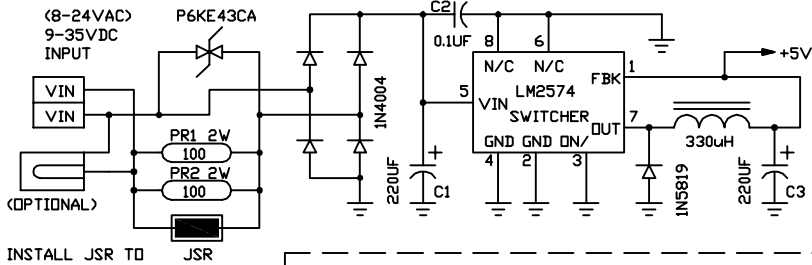 (8-24VAC)
9-35VDC
INPUT
P6KE43CA
C2
0.1UF
8
6
+5V
VIN
VIN
1N4004
N/C
N/C
FBK
1
5
VIN
LM2574
SWITCHER
OUT
7
330uH
PR1 2W
100
PR2 2W
100
220UF
+
C1
GND
GND
ON/
4
2
3
1N5819
220UF
+
C3
(OPTIONAL)
INSTALL JSR TO
JSR